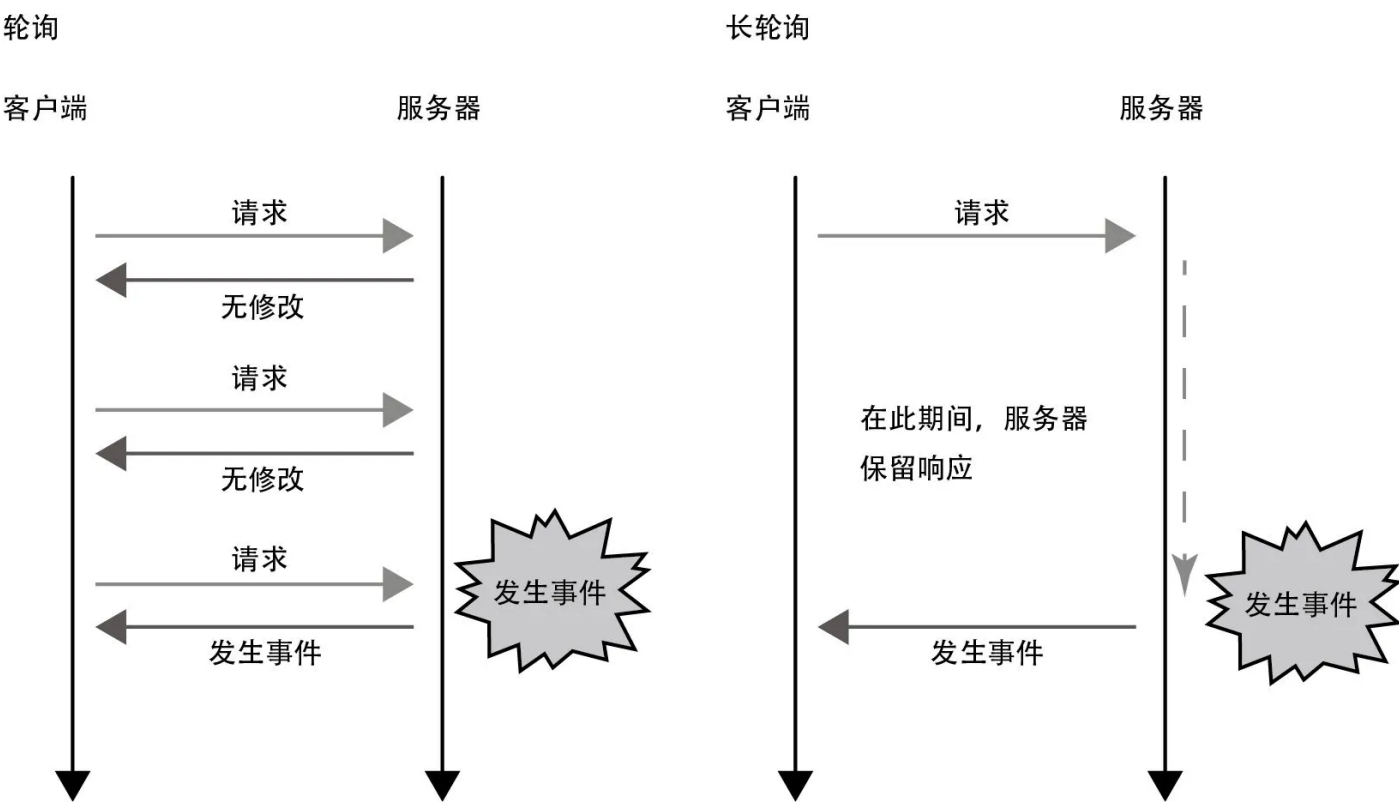 轮询
客户端
服务器
请求
无修改
请求
无修改
请求
发生事件
发生事件
长轮询
客户端
服务器
请求
在此期间，服务器
保留响应
发生事件
发生事件